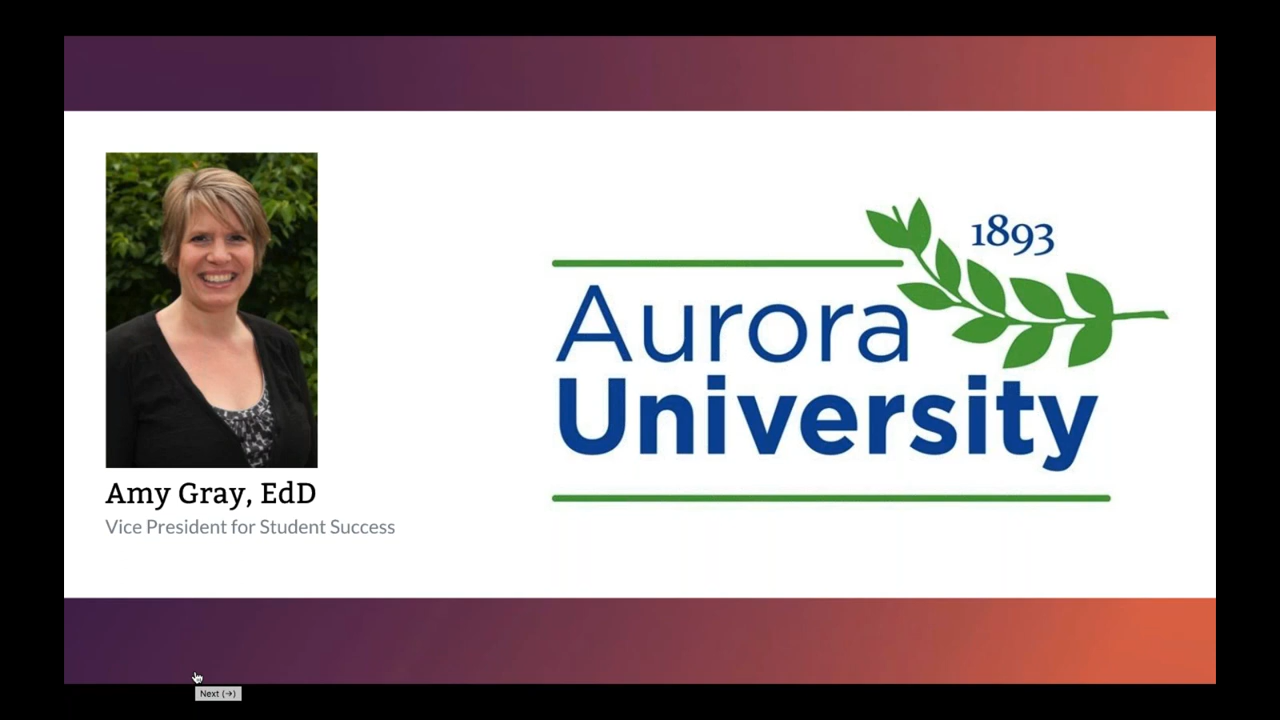 1893
Aurora
University
Amy Gray, EdD
Vice President for Student Success
Next (→)